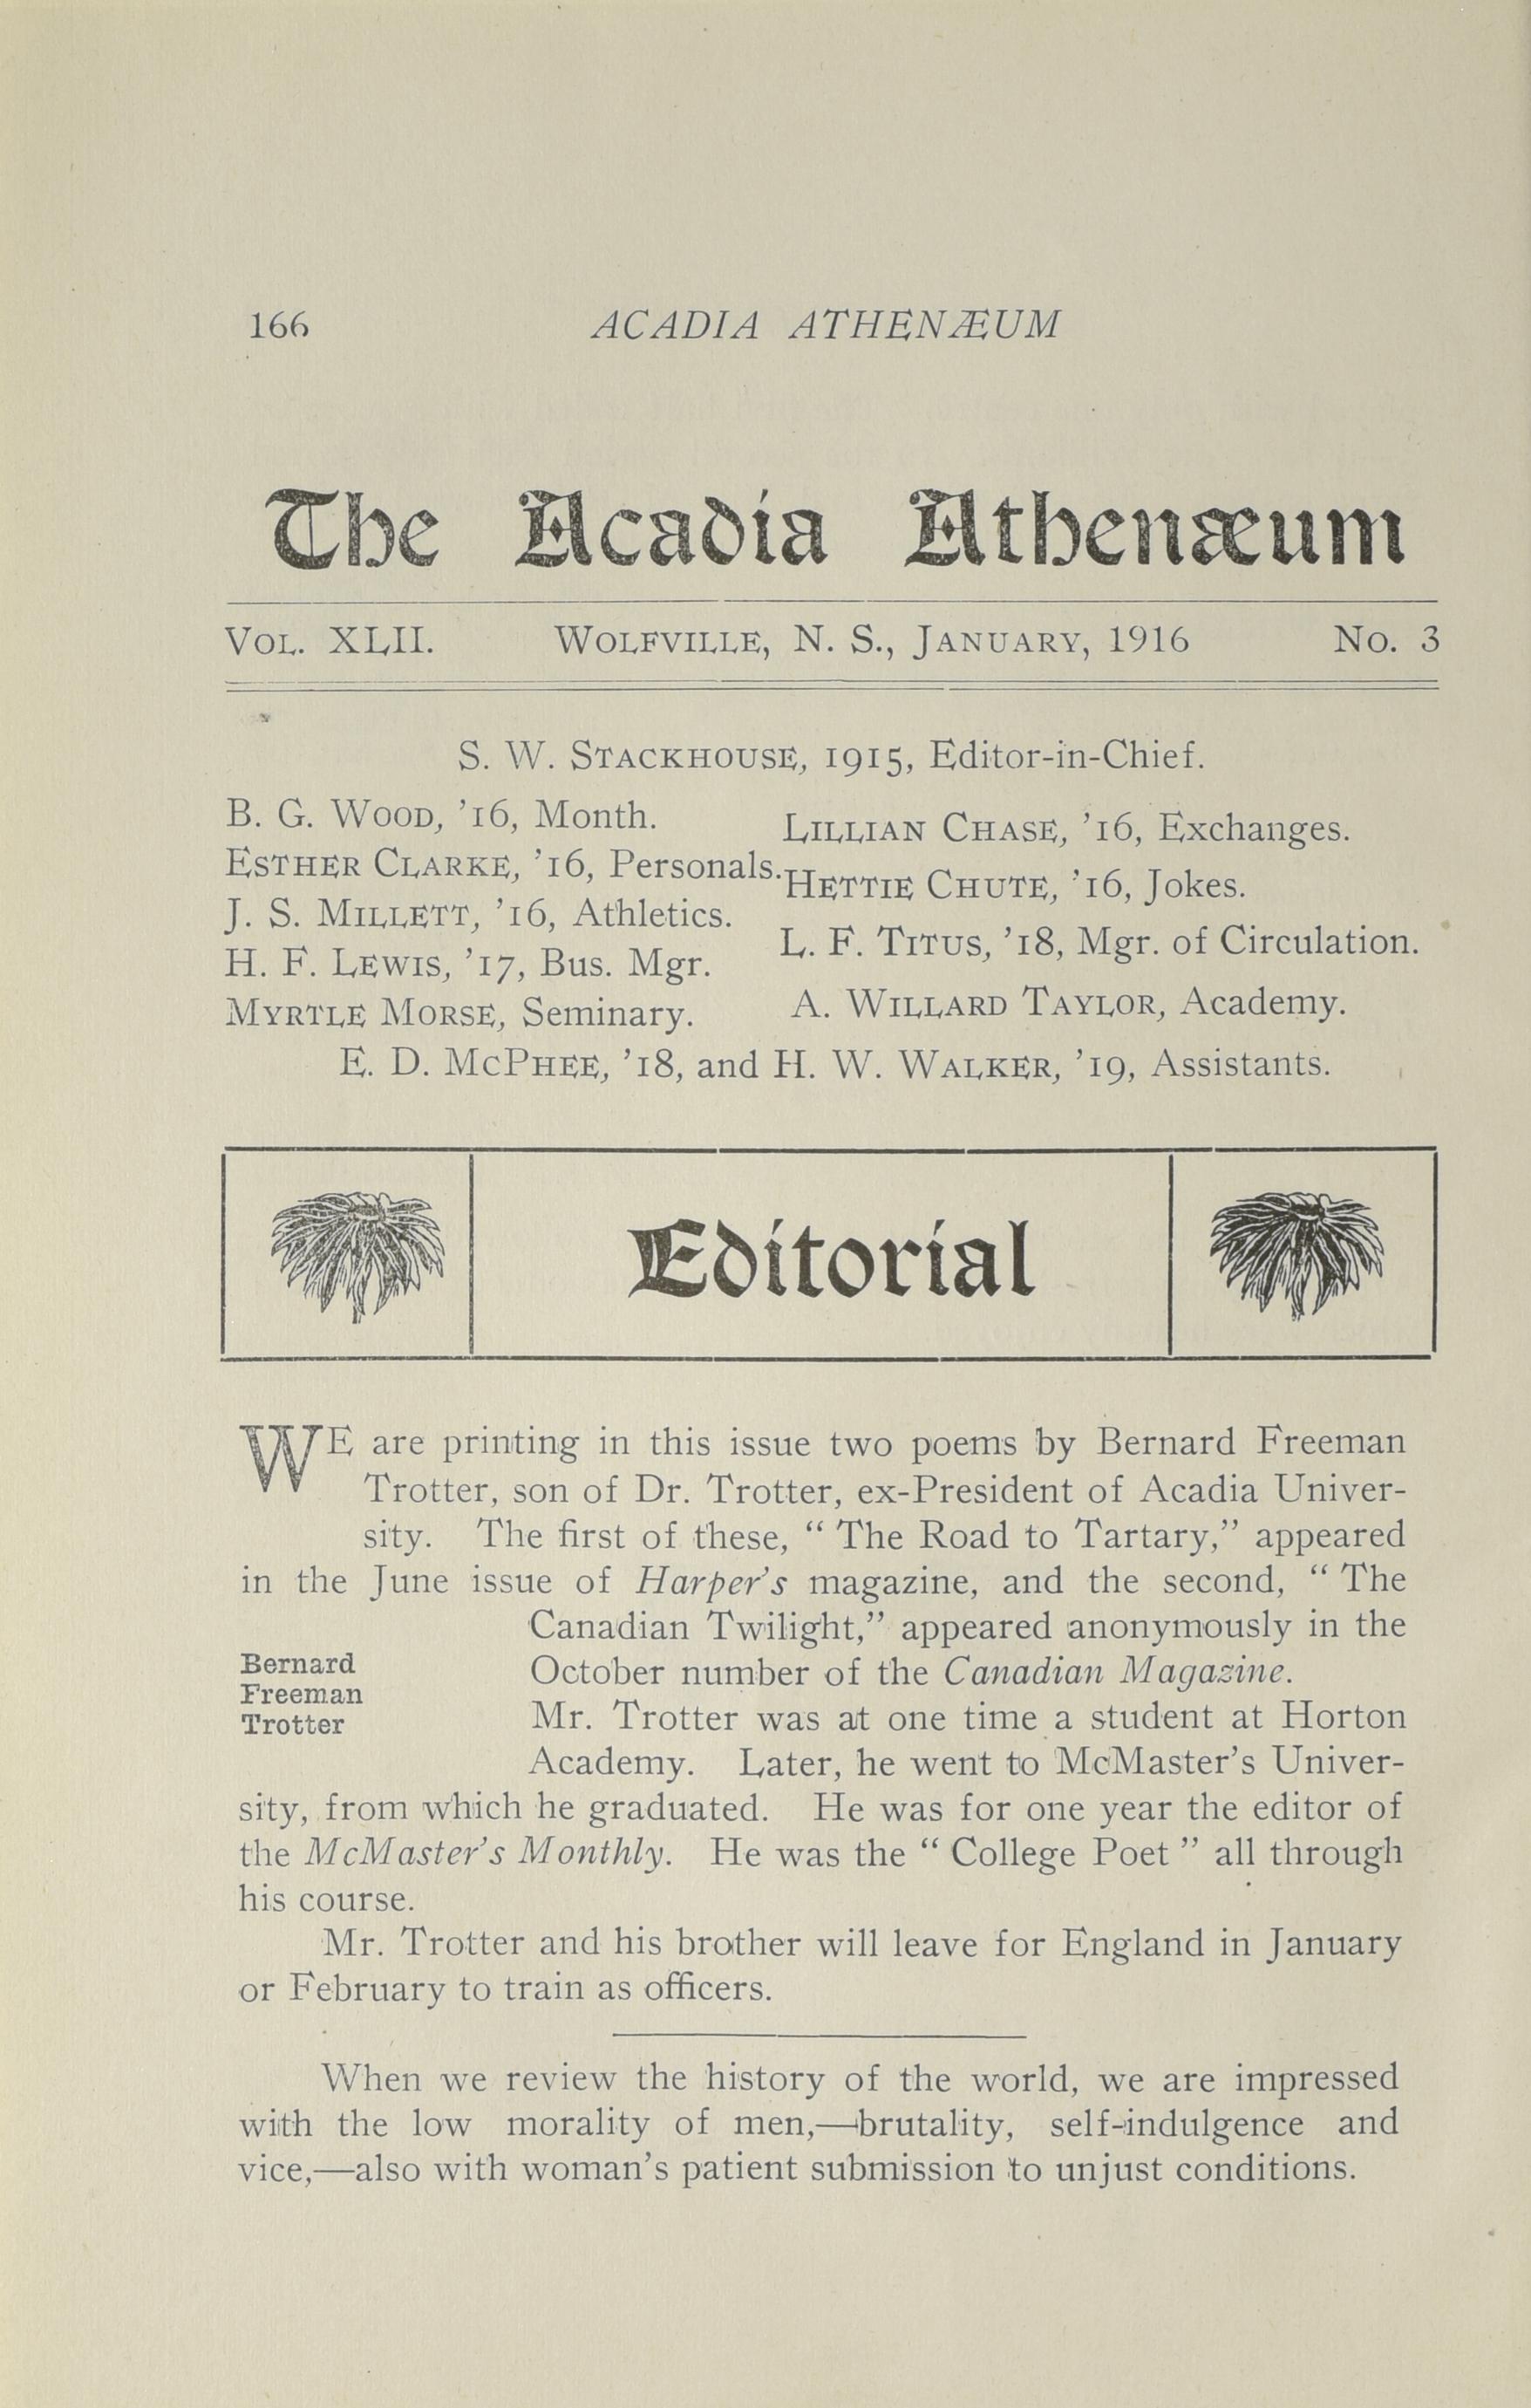 166 ACADIA ATHENÆUM
The Acadia Athenæum
VOL. XLII. WOLFVILLE, N. S., JANUARY, 1916 No. 3
S. W. STACKHOUSE, 1915, Editor-in-Chief.
B. G. WOOD, ’16, Month.
ESTHER CLARKE, ’16, Personals.
J. S. MILLETT, ’16, Athletics.
H. F. LEWIS, ’17, Bus. Mgr.
MYRTLE MORSE, Seminary.
LILLIAN CHASE, ’16, Exchanges.
HETTIE CHUTE, ’16, Jokes.
L. F. TITUS, ’18, Mgr. of Circulation.
A. WILLARD TAYLOR, Academy.
E. D. MCPHEE, ’18, and H. W. WALKER, ’19, Assistants.
Editorial
WE are printing in this issue two poems by Bernard Freeman
Trotter, son of Dr. Trotter, ex-President of Acadia Univer-
sity. The first of these, “ The Road to Tartary,” appeared
in the June issue of Harper’s magazine, and the second, “ The
Canadian Twilight,” appeared anonymously in the
October number of the Canadian Magazine.
Bernard
Freeman
Trotter
Mr. Trotter was at one time a student at Horton
Academy. Later, he went to McMaster’s Univer-
sity, from which he graduated. He was for one year the editor of
the McMaster’s Monthly. He was the “ College Poet ” all through
his course.
Mr. Trotter and his brother will leave for England in January
or February to train as officers.
When we review the history of the world, we are impressed
with the low morality of men,—brutality, self-indulgence and
vice,—also with woman’s patient submission to unjust conditions.